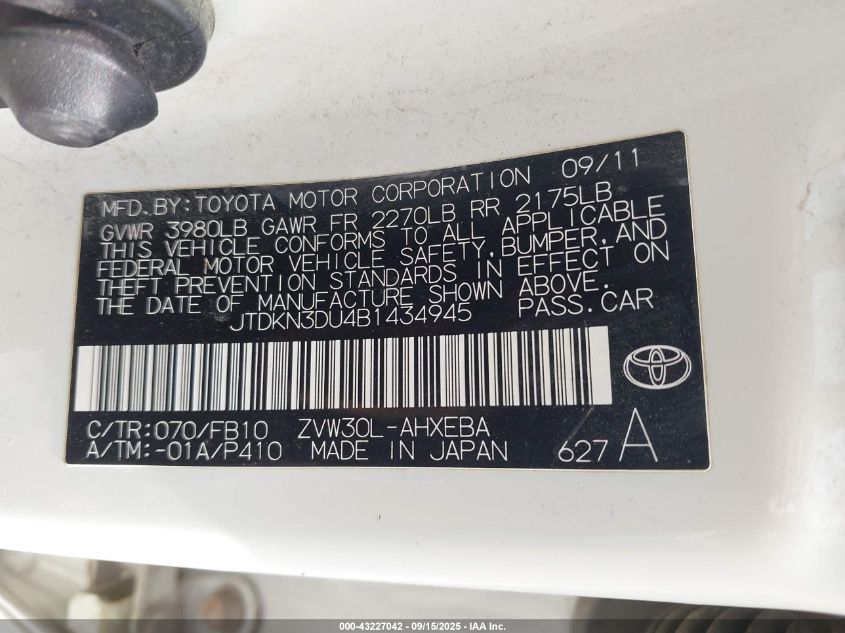 MFD.BY:TOYOTA MOTOR CORPORATION 09/11
GVWR 3980LB GAWR FR 2270LB RR 2175LB
THIS VEHICLE CONFORMS TO ALL APPLICABLE
FEDERAL MOTOR VEHICLE SAFETY,BUMPER,AND
THEFT PREVENTION STANDARDS IN EFFECT ON
THE DATE OF MANUFACTURE SHOWN ABOVE.
JTDKN3DU4B1434945 PASS.CAR
C/TR:070/FB10 ZVW30L-AHXEBA
A/TM:-01A/P410 MADE IN JAPAN 627 A
000-43227042 - 09/15/2025 - IAA Inc.